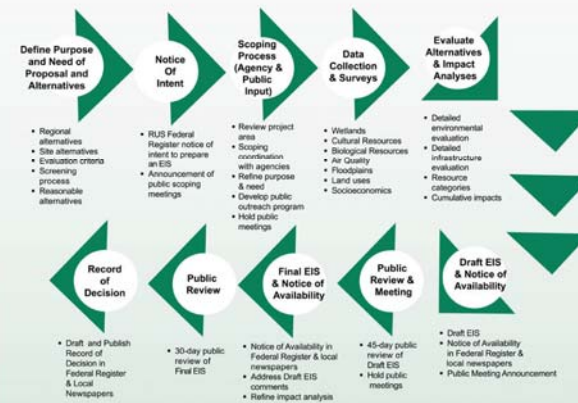 Define Purpose
and Need of
Proposal and
Alternatives
• Regional
alternatives
• Site alternatives
• Evaluation criteria
• Screening
process
• Reasonable
alternatives
Notice
Of
Intent
• RUS Federal
Register notice of
intent to prepare
an EIS
• Announcement of
public scoping
meetings
Scoping
Process
(Agency &
Public
Input)
• Review project
area
• Scoping
coordination
with agencies
• Refine purpose
& need
• Develop public
outreach program
• Hold public
meetings
Data
Collection
& Surveys
• Wetlands
• Cultural Resources
• Biological Resources
• Air Quality
• Floodplains
• Land uses
• Socioeconomics
Evaluate
Alternatives
& Impact
Analyses
• Detailed
environmental
evaluation
• Detailed
infrastructure
evaluation
• Resource
categories
• Cumulative impacts
Draft EIS
& Notice of
Availability
• Draft EIS
• Notice of Availability
in Federal Register &
local newspapers
• Public Meeting Announcement
Public
Review &
Meeting
• 45-day public
review of
Draft EIS
• Hold public
meetings
Final EIS
& Notice of
Availability
• Notice of Availability in
Federal Register & local
newspapers
• Address Draft EIS
comments
• Refine impact analysis
Public
Review
• 30-day public
review of
Final EIS
Record
of
Decision
• Draft and Publish
Record of
Decision in
Federal Register
& Local
Newspapers